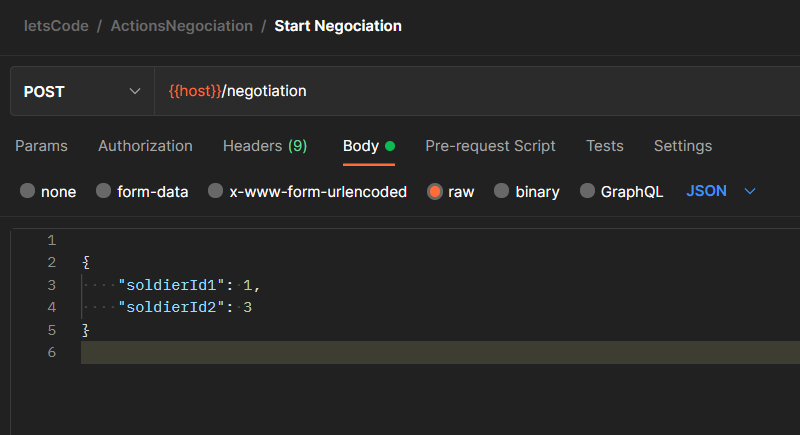 letsCode / ActionsNegociation / Start Negociation
POST {{host}}/negotiation
Params Authorization Headers (9) Body Pre-request Script Tests Settings
none form-data x-www-form-urlencoded raw binary GraphQL JSON
1
2 {
3 "soldierId1": 1,
4 "soldierId2": 3
5 }
6